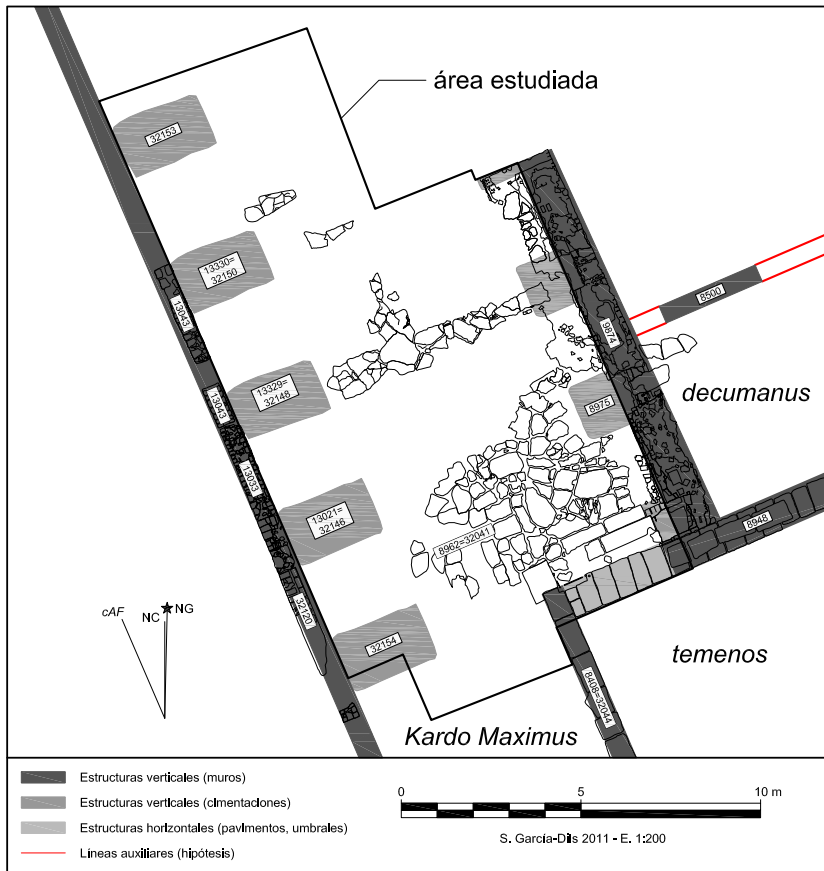 área estudiada
32153
13330=
32150
13043
9874
8500
13329=
32148
13043
8975
decumanus
13033
13021=
32146
8962=32041
8948
32120
cAF
NC
NG
32154
temenos
8408=32044
Kardo Maximus
Estructuras verticales (muros)
Estructuras verticales (cimentaciones)
Estructuras horizontales (pavimentos, umbrales)
Líneas auxiliares (hipótesis)
0
5
10 m
S. García-Dils 2011 - E. 1:200